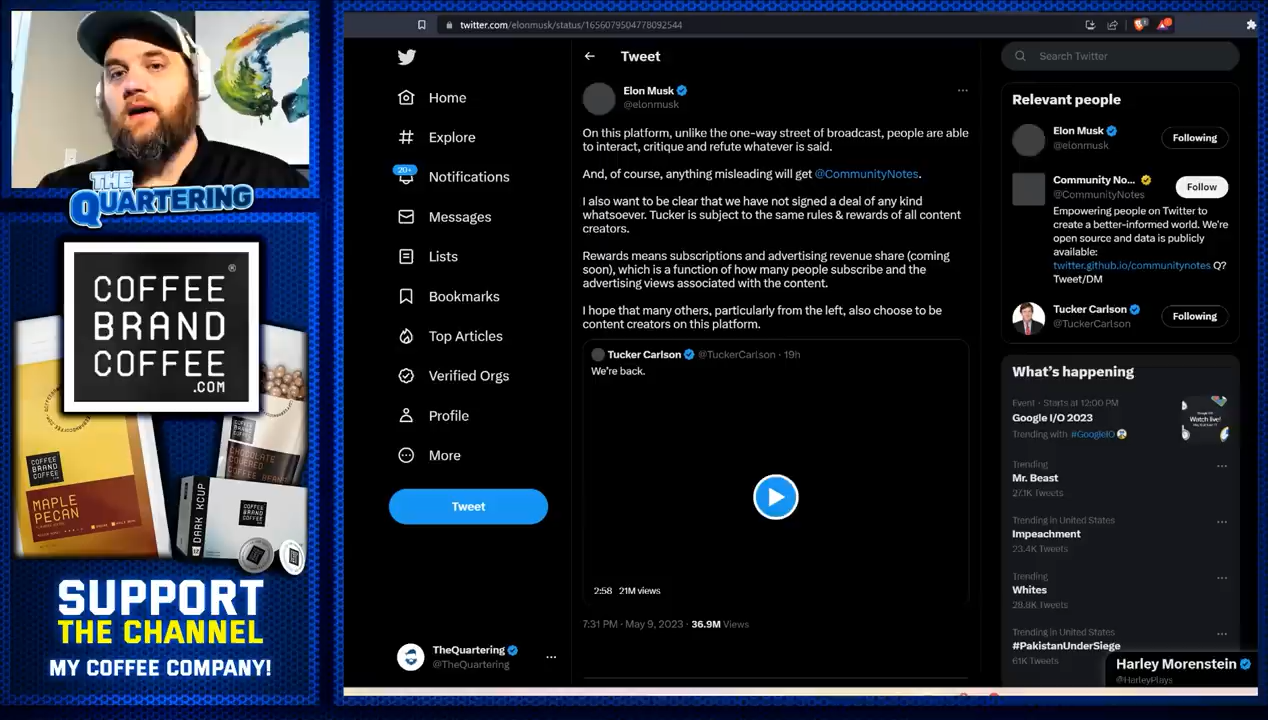 twitter.com/elonmusk/status/1656079504778092544
THE
QUARTERING
COFFEE
BRAND
COFFEE
.COM
MAPLE
PECAN
DARK KCUP
SUPPORT
THE CHANNEL
MY COFFEE COMPANY!
Home
Explore
20+
Notifications
Messages
Lists
Bookmarks
Top Articles
Verified Orgs
Profile
More
Tweet
TheQuartering
@TheQuartering
Tweet
Elon Musk
@elonmusk
On this platform, unlike the one-way street of broadcast, people are able
to interact, critique and refute whatever is said.
And, of course, anything misleading will get @CommunityNotes.
I also want to be clear that we have not signed a deal of any kind
whatsoever. Tucker is subject to the same rules & rewards of all content
creators.
Rewards means subscriptions and advertising revenue share (coming
soon), which is a function of how many people subscribe and the
advertising views associated with the content.
I hope that many others, particularly from the left, also choose to be
content creators on this platform.
Tucker Carlson @TuckerCarlson · 19h
We're back.
2:58 21M views
7:31 PM · May 9, 2023 · 36.9M Views
Search Twitter
Relevant people
Elon Musk
@elonmusk
Following
Community No...
@CommunityNotes
Follow
Empowering people on Twitter to
create a better-informed world. We're
open source and data is publicly
available:
twitter.github.io/communitynotes Q?
Tweet/DM
Tucker Carlson
@TuckerCarlson
Following
What's happening
Event · Starts at 12:00 PM
Google I/O 2023
Trending with #GoogleIO
Trending
Mr. Beast
27.1K Tweets
Trending in United States
Impeachment
23.4K Tweets
Trending
Whites
28.8K Tweets
Trending in United States
#PakistanUnderSiege
61K Tweets
Harley Morenstein
@HarleyPlays